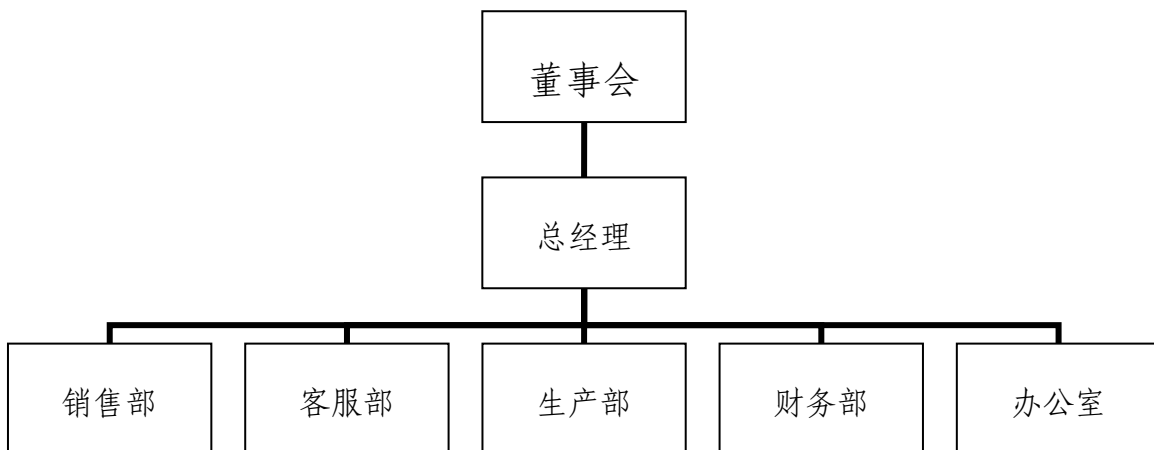 董事会
总经理
销售部
客服部
生产部
财务部
办公室